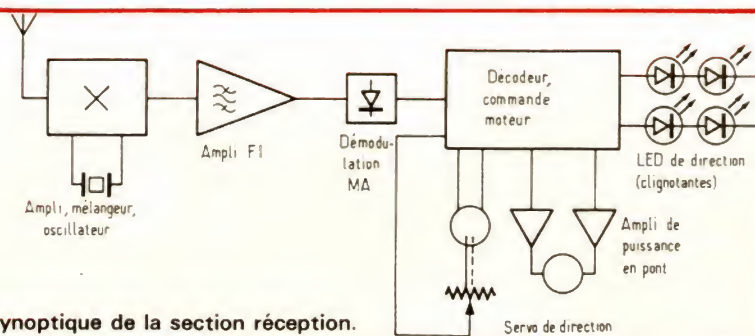 Ampli, mélangeur,
oscillateur
Ampli FI
Démodu-
lation
MA
Décodeur,
commande
moteur
LED de direction
(clignotantes)
Ampli de
puissance
en pont
Servo de direction
ynoptique de la section réception.